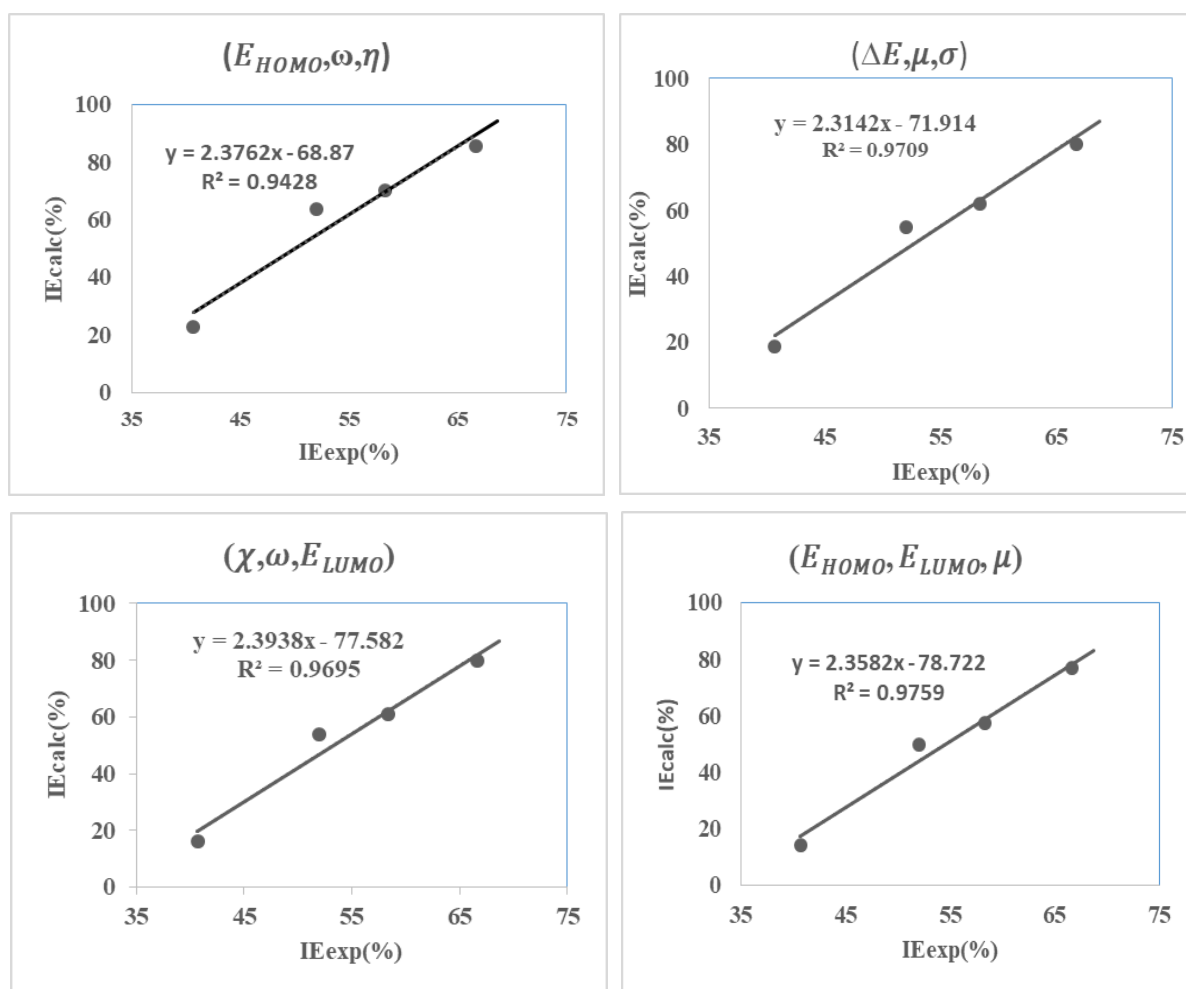 (E_HOMO,ω,η)
y = 2.3762x - 68.87
R² = 0.9428
100
80
60
40
20
0
35 45 55 65 75
IEcalc(%)
IEexp(%)
(ΔE,μ,σ)
y = 2.3142x - 71.914
R² = 0.9709
100
80
60
40
20
0
35 45 55 65 75
IEcalc(%)
IEexp(%)
(χ,ω,E_LUMO)
y = 2.3938x - 77.582
R² = 0.9695
100
80
60
40
20
0
35 45 55 65 75
IEcalc(%)
IEexp(%)
(E_HOMO, E_LUMO, μ)
y = 2.3582x - 78.722
R² = 0.9759
100
80
60
40
20
0
35 45 55 65 75
IEcalc(%)
IEexp(%)